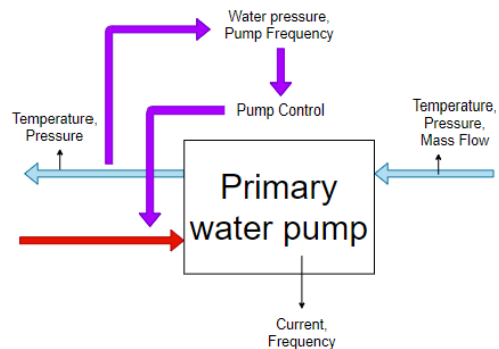 Water pressure,
Pump Frequency
Temperature,
Pressure
Pump Control
Temperature,
Pressure,
Mass Flow
Primary
water pump
Current,
Frequency